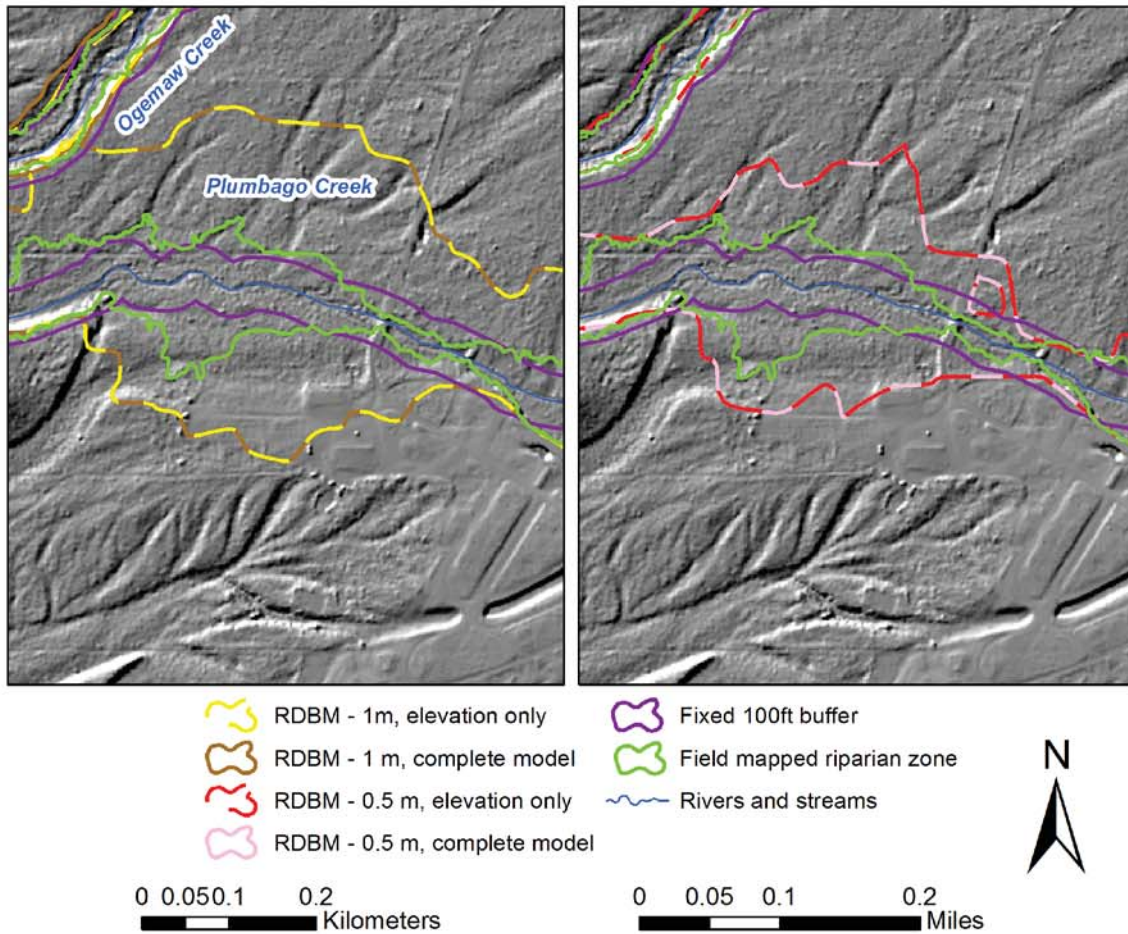 Ogemaw Creek
Plumbago Creek
RDBM - 1m, elevation only
RDBM - 1 m, complete model
RDBM - 0.5 m, elevation only
RDBM - 0.5 m, complete model
Fixed 100ft buffer
Field mapped riparian zone
Rivers and streams
N
0 0.05 0.1 0.2
Kilometers
0 0.05 0.1 0.2
Miles